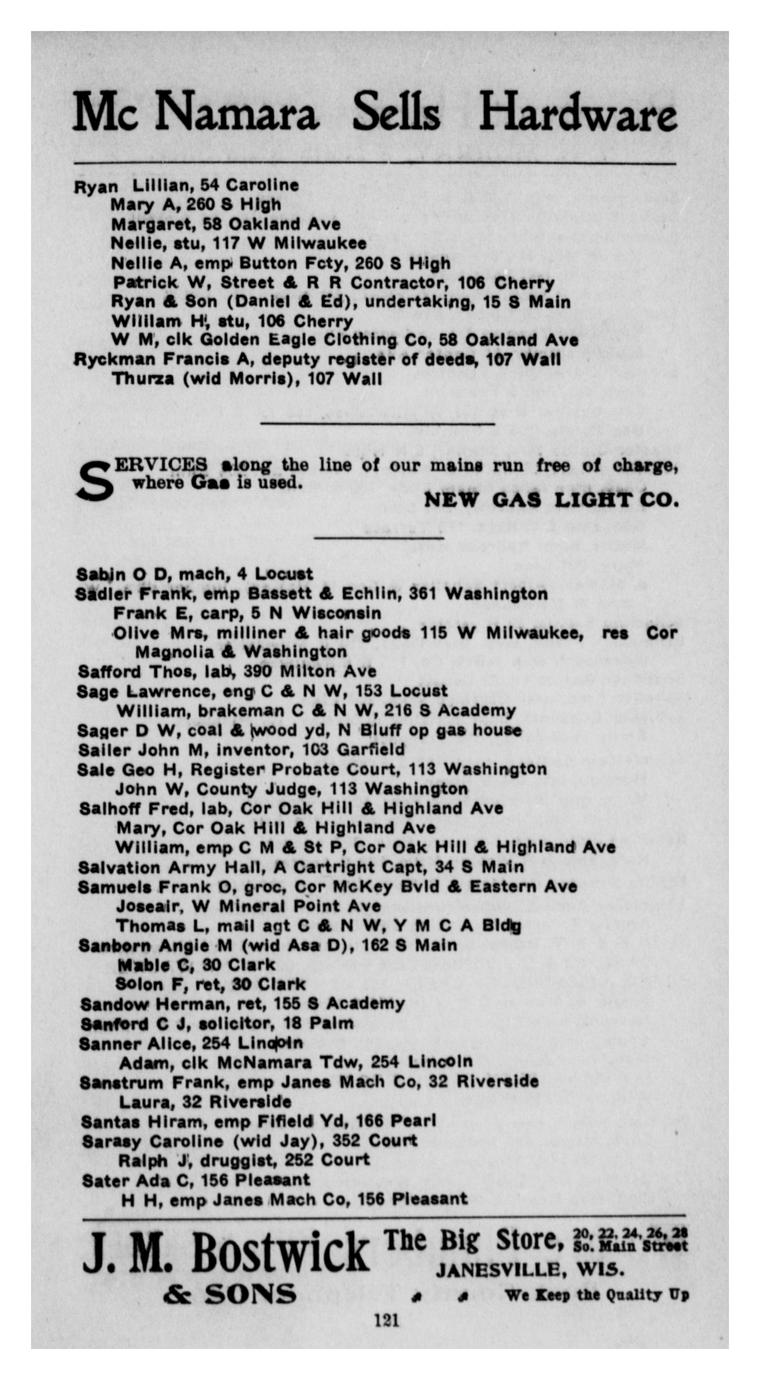 Mc Namara Sells Hardware
Ryan Lillian, 54 Caroline
Mary A, 260 S High
Margaret, 58 Oakland Ave
Nellie, stu, 117 W Milwaukee
Nellie A, emp Button Fcty, 260 S High
Patrick W, Street & R R Contractor, 106 Cherry
Ryan & Son (Daniel & Ed), undertaking, 15 S Main
Wililam H, stu, 106 Cherry
W M, clk Golden Eagle Clothing Co, 58 Oakland Ave
Ryckman Francis A, deputy register of deeds, 107 Wall
Thurza (wid Morris), 107 Wall
SERVICES along the line of our mains run free of charge,
where Gas is used.
NEW GAS LIGHT CO.
Sabin O D, mach, 4 Locust
Sadler Frank, emp Bassett & Echlin, 361 Washington
Frank E, carp, 5 N Wisconsin
Olive Mrs, milliner & hair goods 115 W Milwaukee, res Cor
Magnolia & Washington
Safford Thos, lab, 390 Milton Ave
Sage Lawrence, eng C & N W, 153 Locust
William, brakeman C & N W, 216 S Academy
Sager D W, coal & wood yd, N Bluff op gas house
Sailer John M, inventor, 103 Garfield
Sale Geo H, Register Probate Court, 113 Washington
John W, County Judge, 113 Washington
Salhoff Fred, lab, Cor Oak Hill & Highland Ave
Mary, Cor Oak Hill & Highland Ave
William, emp C M & St P, Cor Oak Hill & Highland Ave
Salvation Army Hall, A Cartright Capt, 34 S Main
Samuels Frank O, groc, Cor McKey Bvld & Eastern Ave
Joseair, W Mineral Point Ave
Thomas L, mail agt C & N W, Y M C A Bldg
Sanborn Angie M (wid Asa D), 162 S Main
Mable C, 30 Clark
Solon F, ret, 30 Clark
Sandow Herman, ret, 155 S Academy
Sanford C J, solicitor, 18 Palm
Sanner Alice, 254 Lincoln
Adam, clk McNamara Tdw, 254 Lincoln
Sanstrum Frank, emp Janes Mach Co, 32 Riverside
Laura, 32 Riverside
Santas Hiram, emp Fifield Yd, 166 Pearl
Sarasy Caroline (wid Jay), 352 Court
Ralph J, druggist, 252 Court
Sater Ada C, 156 Pleasant
H H, emp Janes Mach Co, 156 Pleasant
J. M. Bostwick & SONS
The Big Store, 20, 22, 24, 26, 28 So. Main Street
JANESVILLE, WIS.
We Keep the Quality Up
121